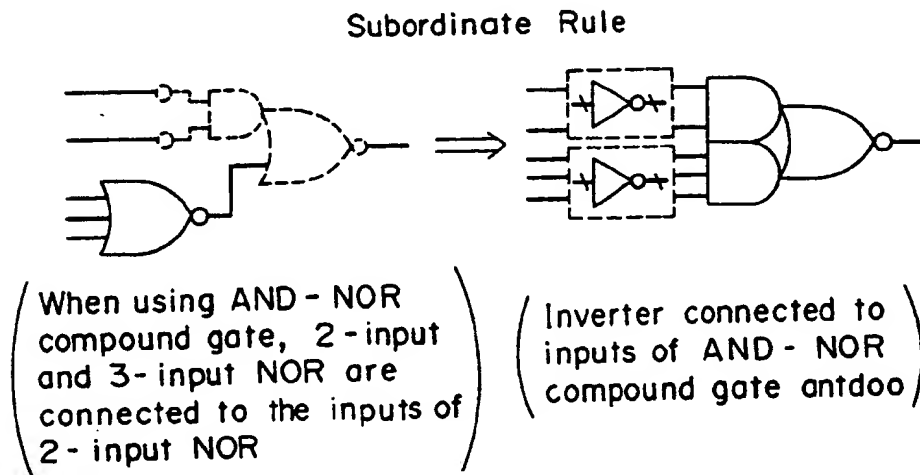 Subordinate Rule
When using AND - NOR
compound gate, 2 - input
and 3 - input NOR are
connected to the inputs of
2 - input NOR
Inverter connected to
inputs of AND - NOR
compound gate antdoo